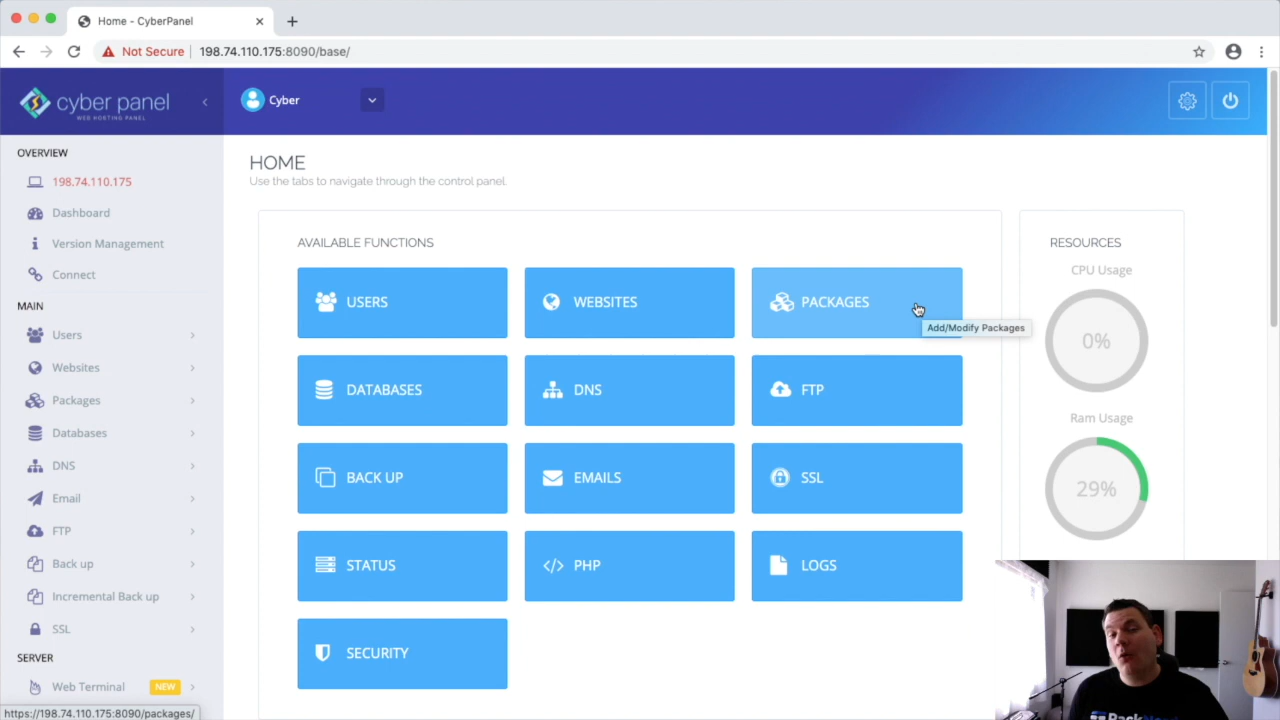 Home - CyberPanel
Not Secure
198.74.110.175:8090/base/
cyber panel
WEB HOSTING PANEL
Cyber
OVERVIEW
198.74.110.175
Dashboard
Version Management
Connect
MAIN
Users
Websites
Packages
Databases
DNS
Email
FTP
Back up
Incremental Back up
SSL
SERVER
Web Terminal
NEW
https://198.74.110.175:8090/packages/
HOME
Use the tabs to navigate through the control panel.
AVAILABLE FUNCTIONS
USERS
WEBSITES
PACKAGES
Add/Modify Packages
DATABASES
DNS
FTP
BACK UP
EMAILS
SSL
STATUS
PHP
LOGS
SECURITY
RESOURCES
CPU Usage
0%
Ram Usage
29%